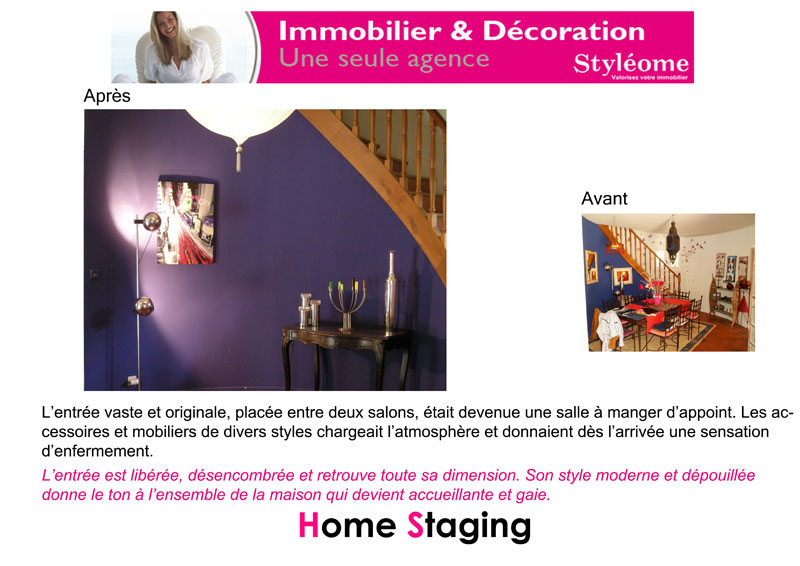 Immobilier & Décoration
Une seule agence
Styléome
Valorisez votre immobilier
Après
Avant
L’entrée vaste et originale, placée entre deux salons, était devenue une salle à manger d’appoint. Les ac-
cessoires et mobiliers de divers styles chargeait l’atmosphère et donnaient dès l’arrivée une sensation
d’enfermement.
L’entrée est libérée, désencombrée et retrouve toute sa dimension. Son style moderne et dépouillée
donne le ton à l’ensemble de la maison qui devient accueillante et gaie.
Home Staging